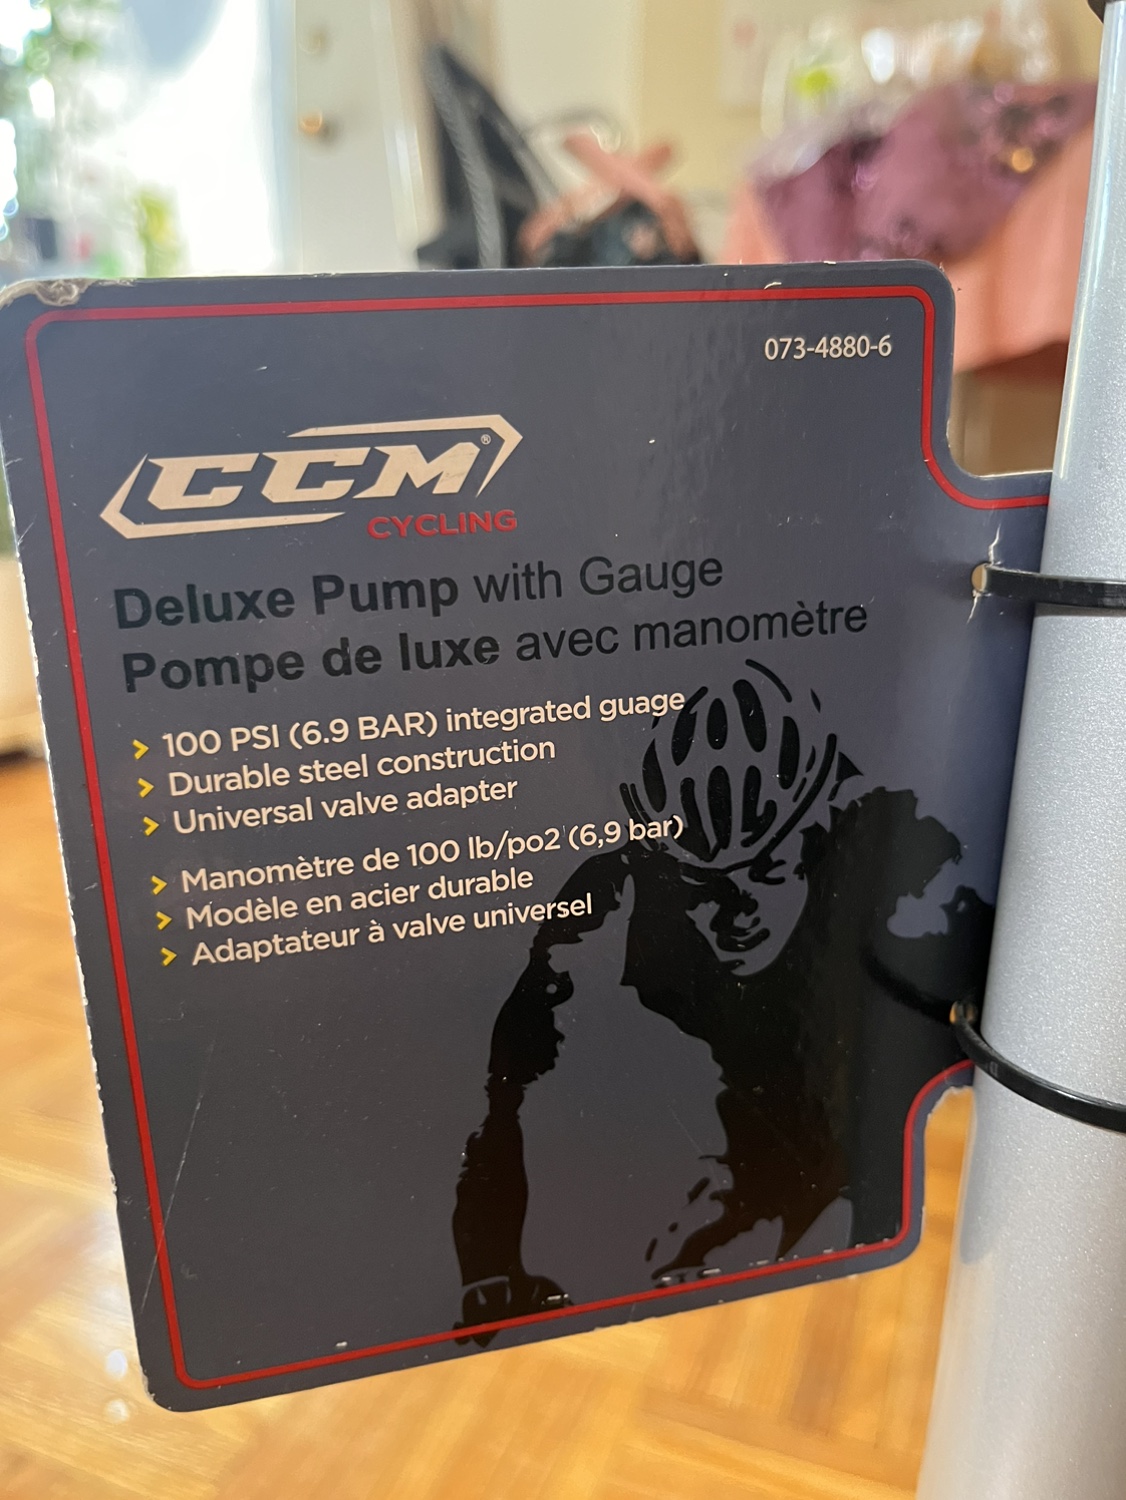 073-4880-6
CCM®
CYCLING
Deluxe Pump with Gauge
Pompe de luxe avec manomètre
> 100 PSI (6.9 BAR) integrated guage
> Durable steel construction
> Universal valve adapter
> Manomètre de 100 lb/po2 (6,9 bar)
> Modèle en acier durable
> Adaptateur à valve universel